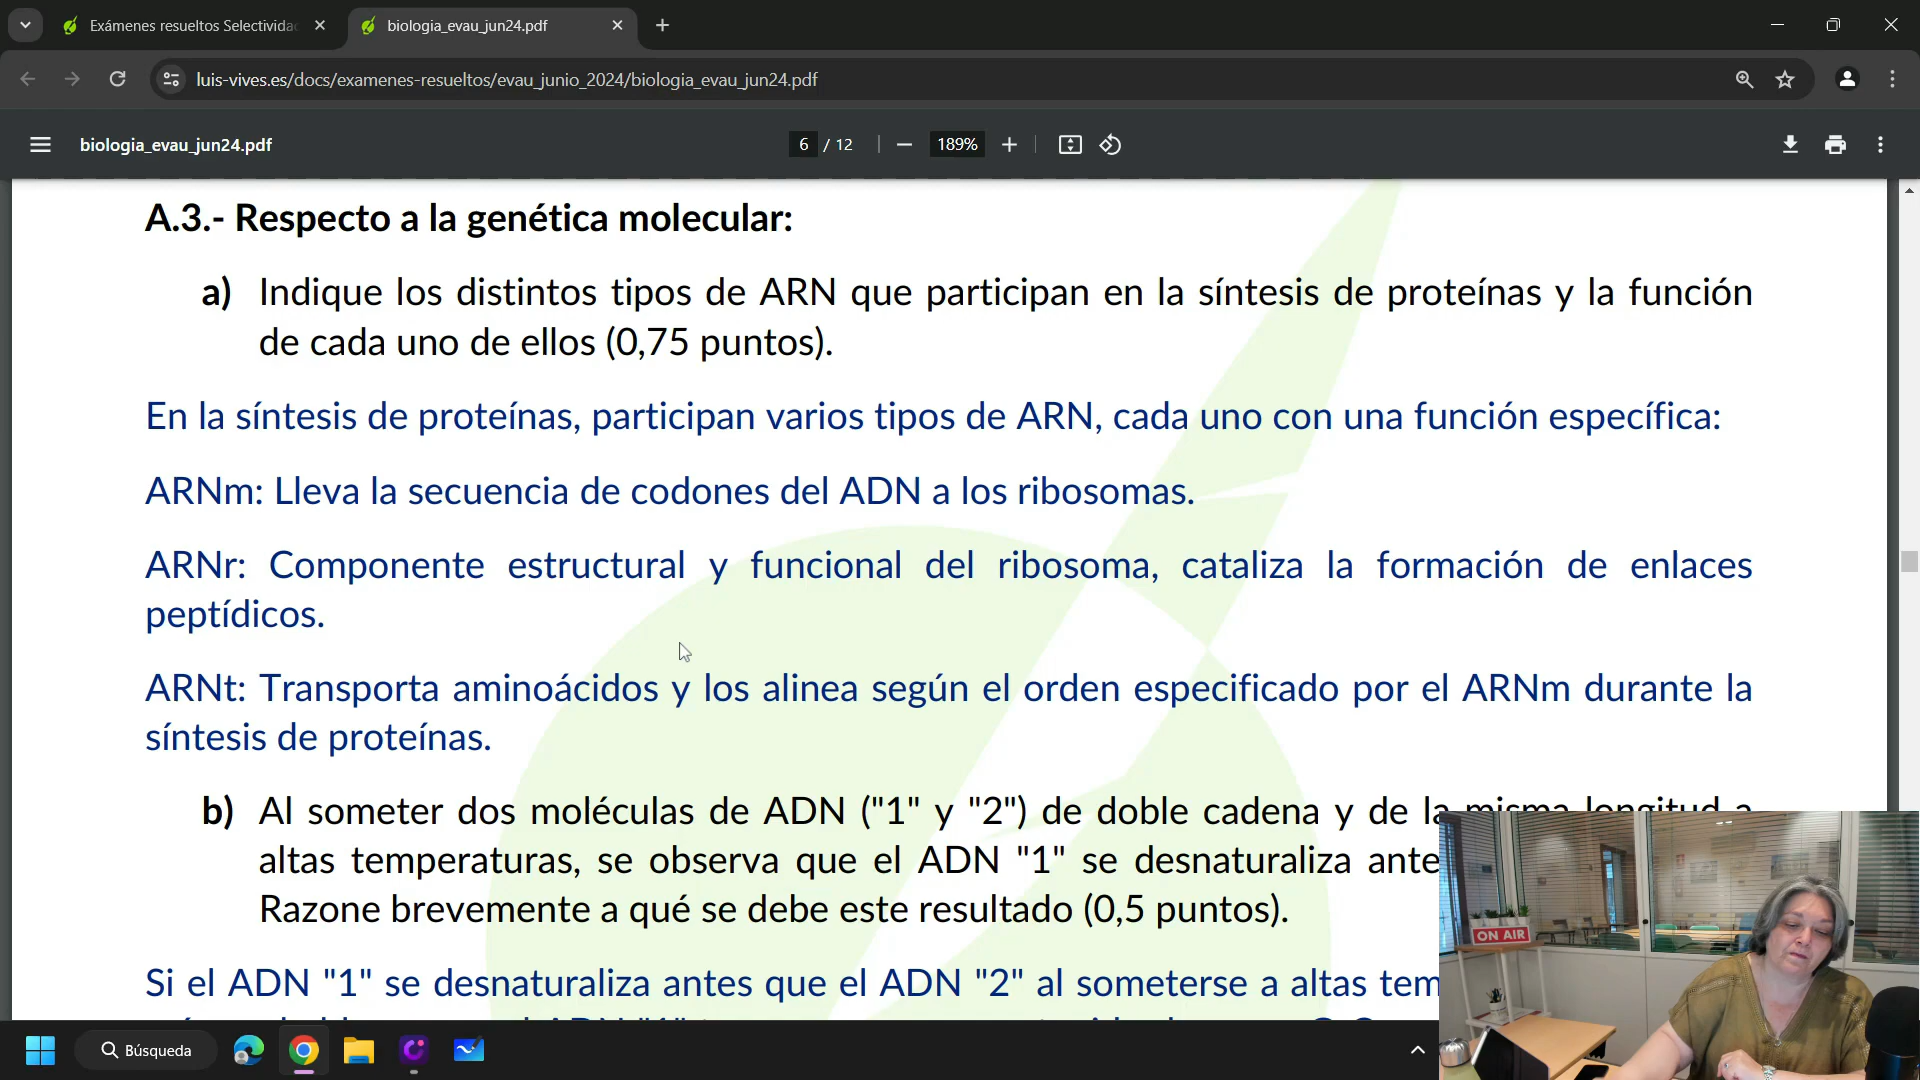 Exámenes resueltos Selectivida
biologia_evau_jun24.pdf
luis-vives.es/docs/examenes-resueltos/evau_junio_2024/biologia_evau_jun24.pdf
biologia_evau_jun24.pdf
6 / 12
189%
A.3.- Respecto a la genética molecular:
a) Indique los distintos tipos de ARN que participan en la síntesis de proteínas y la función
de cada uno de ellos (0,75 puntos).
En la síntesis de proteínas, participan varios tipos de ARN, cada uno con una función específica:
ARNm: Lleva la secuencia de codones del ADN a los ribosomas.
ARNr: Componente estructural y funcional del ribosoma, cataliza la formación de enlaces
peptídicos.
ARNt: Transporta aminoácidos y los alinea según el orden especificado por el ARNm durante la
síntesis de proteínas.
b) Al someter dos moléculas de ADN ("1" y "2") de doble cadena y de la misma longitud a
altas temperaturas, se observa que el ADN "1" se desnaturaliza ante
Razone brevemente a qué se debe este resultado (0,5 puntos).
Si el ADN "1" se desnaturaliza antes que el ADN "2" al someterse a altas tem
ON AIR
Búsqueda